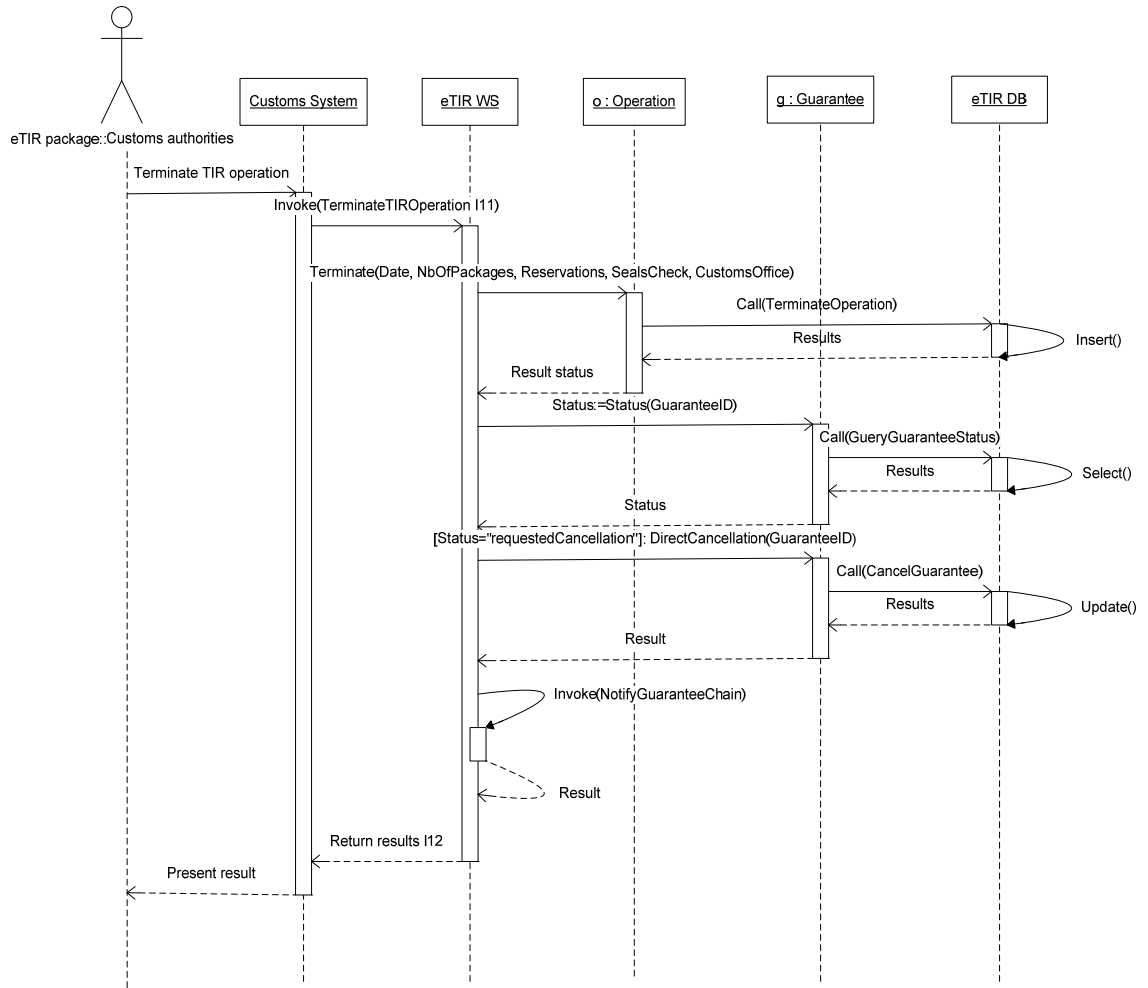 Customs System
eTIR WS
o : Operation
g : Guarantee
eTIR DB
eTIR package::Customs authorities
Terminate TIR operation
Invoke(TerminateTIROperation I11)
Terminate(Date, NbOfPackages, Reservations, SealsCheck, CustomsOffice)
Call(TerminateOperation)
Results
Insert()
Result status
Status:=Status(GuaranteeID)
Call(GueryGuaranteeStatus)
Results
Select()
Status
[Status="requestedCancellation"]: DirectCancellation(GuaranteeID)
Call(CancelGuarantee)
Results
Update()
Result
Invoke(NotifyGuaranteeChain)
Result
Return results I12
Present result